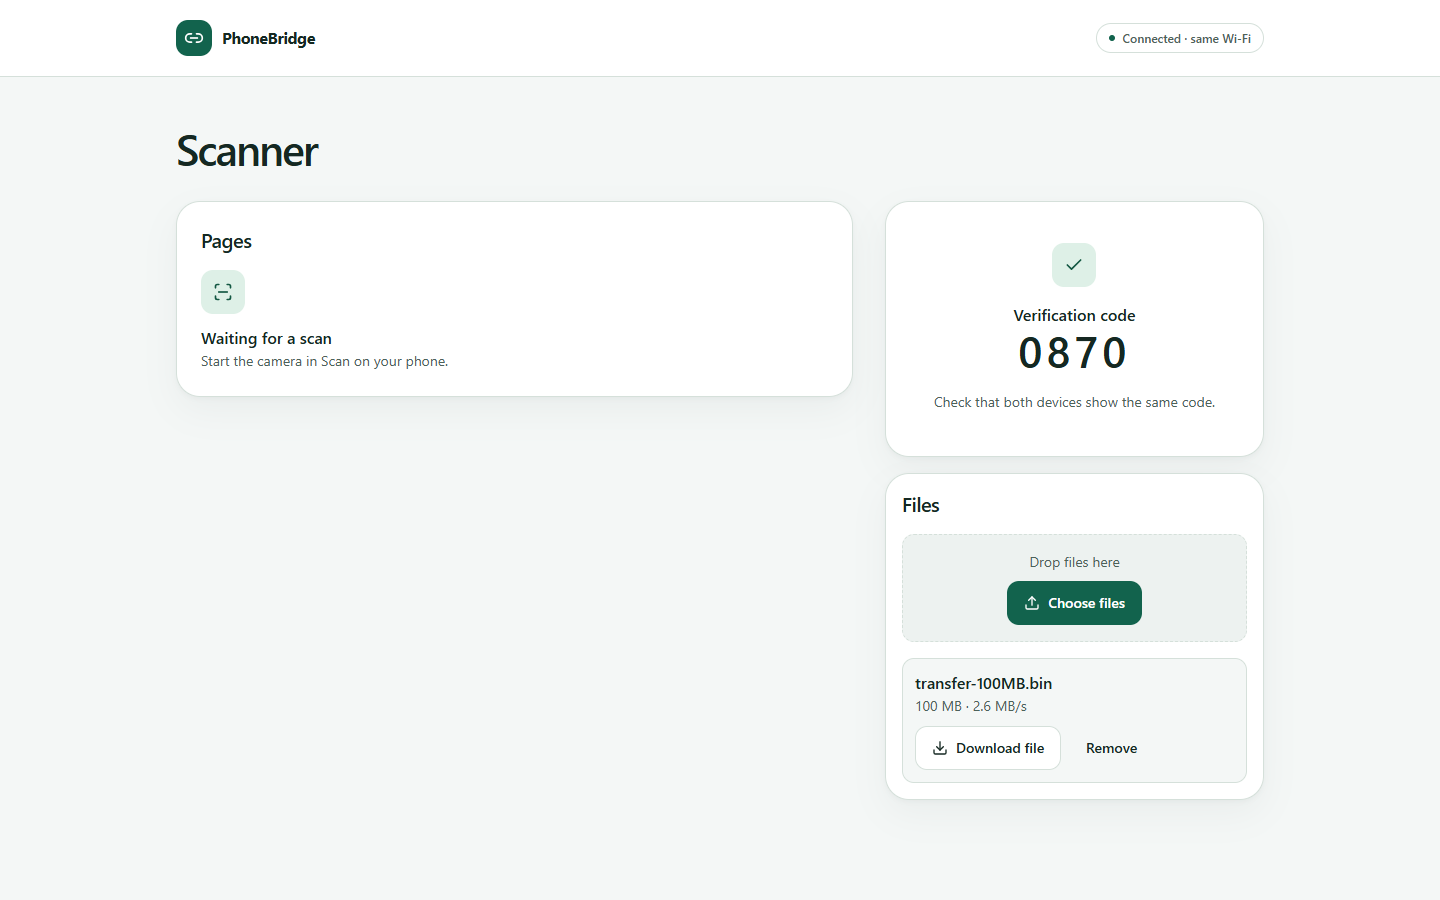 PhoneBridge
Connected · same Wi-Fi
Scanner
Pages
Waiting for a scan
Start the camera in Scan on your phone.
Verification code
0870
Check that both devices show the same code.
Files
Drop files here
Choose files
transfer-100MB.bin
100 MB · 2.6 MB/s
Download file
Remove